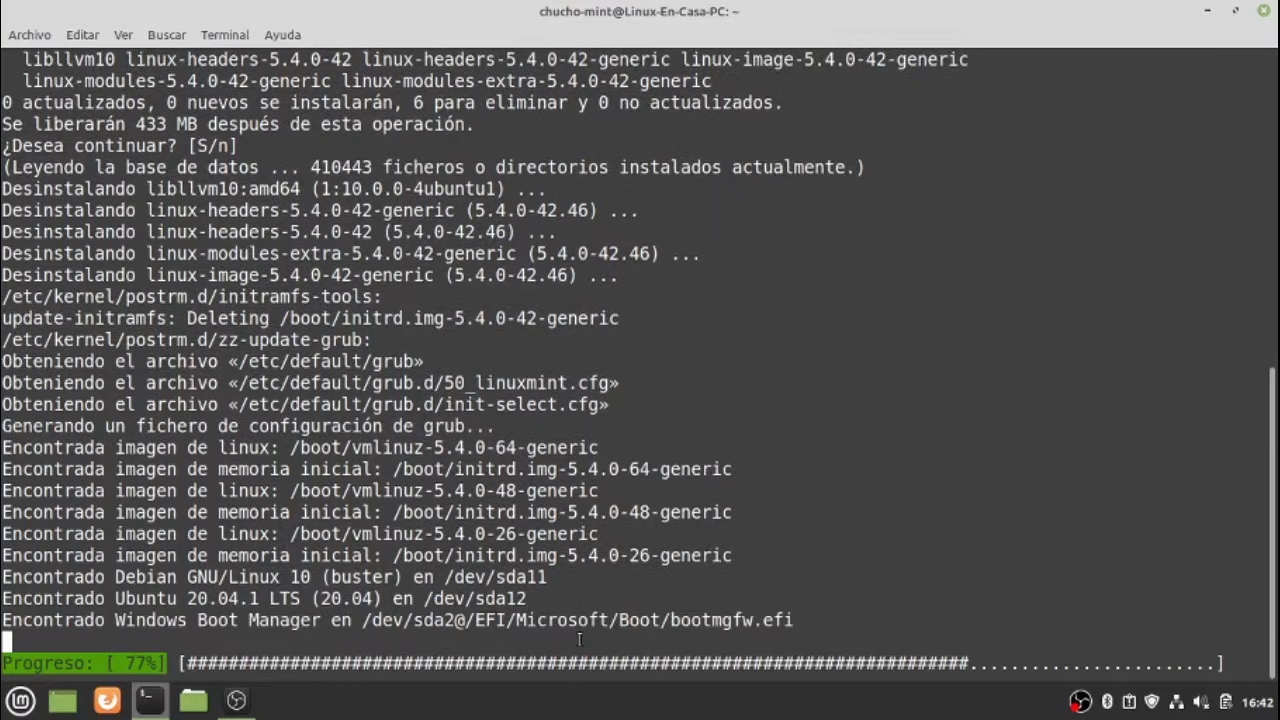 chucho-mint@Linux-En-Casa-PC: ~
Archivo Editar Ver Buscar Terminal Ayuda
libllvm10 linux-headers-5.4.0-42 linux-headers-5.4.0-42-generic linux-image-5.4.0-42-generic
linux-modules-5.4.0-42-generic linux-modules-extra-5.4.0-42-generic
0 actualizados, 0 nuevos se instalarán, 6 para eliminar y 0 no actualizados.
Se liberarán 433 MB después de esta operación.
¿Desea continuar? [S/n]
(Leyendo la base de datos ... 410443 ficheros o directorios instalados actualmente.)
Desinstalando libllvm10:amd64 (1:10.0.0-4ubuntu1) ...
Desinstalando linux-headers-5.4.0-42-generic (5.4.0-42.46) ...
Desinstalando linux-headers-5.4.0-42 (5.4.0-42.46) ...
Desinstalando linux-modules-extra-5.4.0-42-generic (5.4.0-42.46) ...
Desinstalando linux-image-5.4.0-42-generic (5.4.0-42.46) ...
/etc/kernel/postrm.d/initramfs-tools:
update-initramfs: Deleting /boot/initrd.img-5.4.0-42-generic
/etc/kernel/postrm.d/zz-update-grub:
Obteniendo el archivo «/etc/default/grub»
Obteniendo el archivo «/etc/default/grub.d/50_linuxmint.cfg»
Obteniendo el archivo «/etc/default/grub.d/init-select.cfg»
Generando un fichero de configuración de grub...
Encontrada imagen de linux: /boot/vmlinuz-5.4.0-64-generic
Encontrada imagen de memoria inicial: /boot/initrd.img-5.4.0-64-generic
Encontrada imagen de linux: /boot/vmlinuz-5.4.0-48-generic
Encontrada imagen de memoria inicial: /boot/initrd.img-5.4.0-48-generic
Encontrada imagen de linux: /boot/vmlinuz-5.4.0-26-generic
Encontrada imagen de memoria inicial: /boot/initrd.img-5.4.0-26-generic
Encontrado Debian GNU/Linux 10 (buster) en /dev/sda11
Encontrado Ubuntu 20.04.1 LTS (20.04) en /dev/sda12
Encontrado Windows Boot Manager en /dev/sda2@/EFI/Microsoft/Boot/bootmgfw.efi
Progreso: [ 77%] [############################################################################........................]
16:42